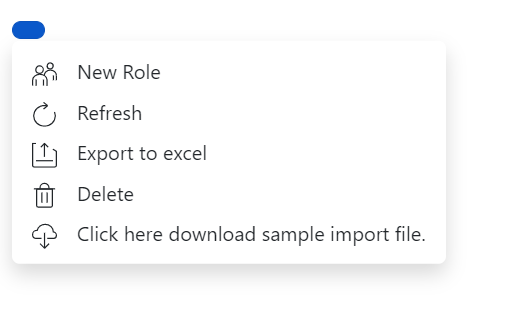 New Role
Refresh
Export to excel
Delete
Click here download sample import file.